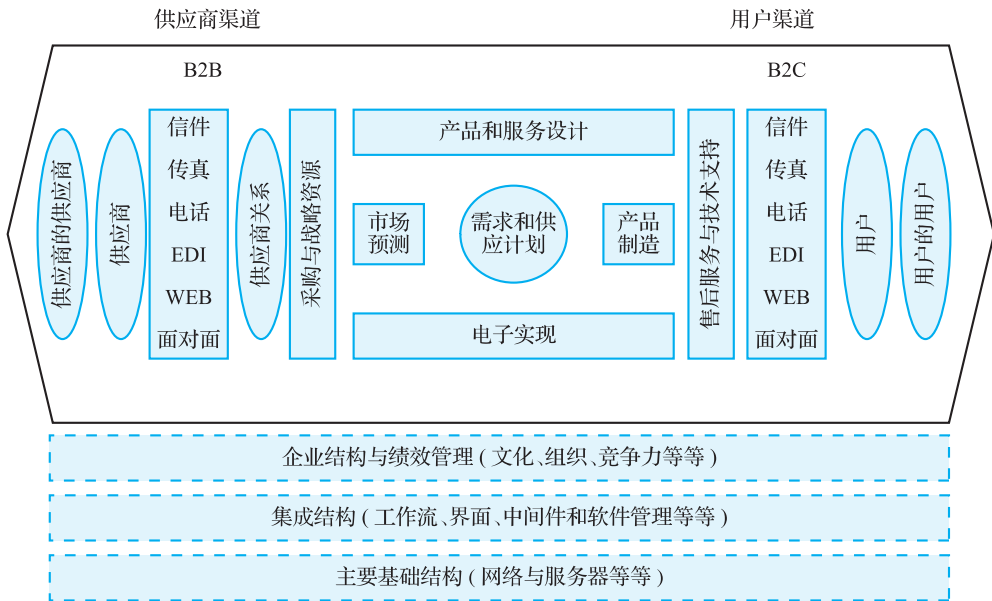 供应商渠道
用户渠道
B2B
B2C
供应商的供应商
供应商
信件
传真
电话
EDI
WEB
面对面
供应商关系
采购与战略资源
产品和服务设计
市场
预测
需求和供
应计划
产品
制造
电子实现
售后服务与技术支持
信件
传真
电话
EDI
WEB
面对面
用户
用户的用户
企业结构与绩效管理(文化、组织、竞争力等等)
集成结构(工作流、界面、中间件和软件管理等等)
主要基础结构(网络与服务器等等)